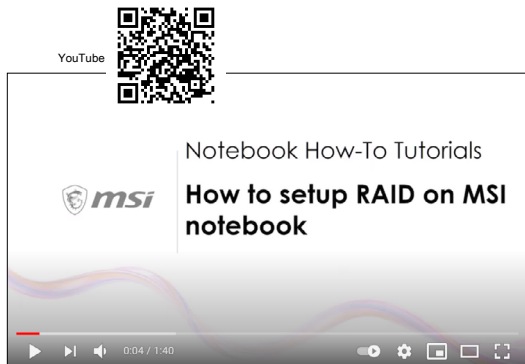 YouTube
Notebook How-To Tutorials
msi
How to setup RAID on MSI
notebook
0:04 / 1:40